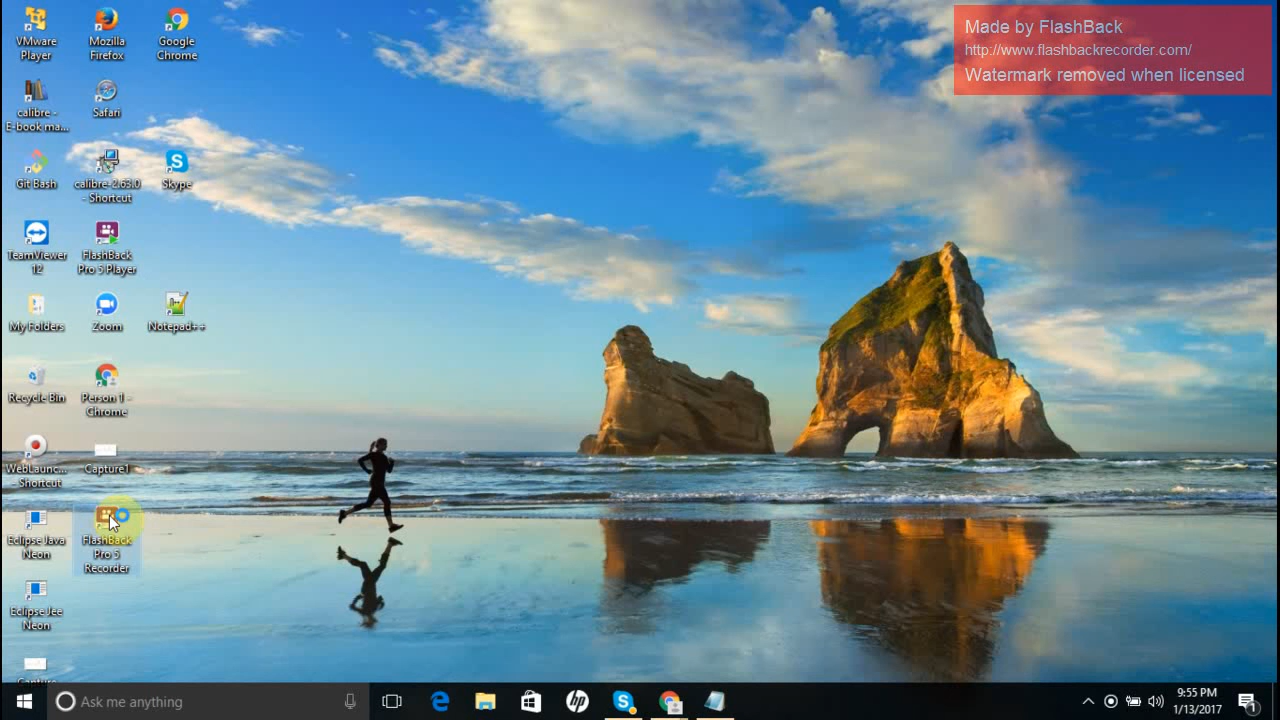 VMware
Player
Mozilla
Firefox
Google
Chrome
Made by FlashBack
http://www.flashbackrecorder.com/
Watermark removed when licensed
calibre -
E-book ma...
Safari
Git Bash
calibre-2.63.0
- Shortcut
Skype
TeamViewer
12
FlashBack
Pro 5 Player
My Folders
Zoom
Notepad++
Recycle Bin
Person 1 -
Chrome
WebLaunc...
- Shortcut
Capture1
Eclipse Java
Neon
FlashBack
Pro 5
Recorder
Eclipse Jee
Neon
Capture
Ask me anything
hp
9:55 PM
1/13/2017
1